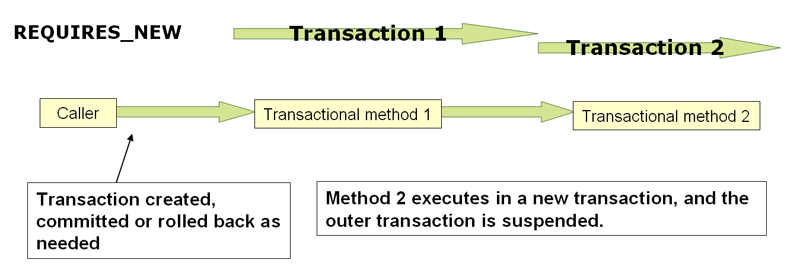 REQUIRES_NEW
Transaction 1
Transaction 2
Caller
Transactional method 1
Transactional method 2
Transaction created,
committed or rolled back as
needed
Method 2 executes in a new transaction, and the
outer transaction is suspended.